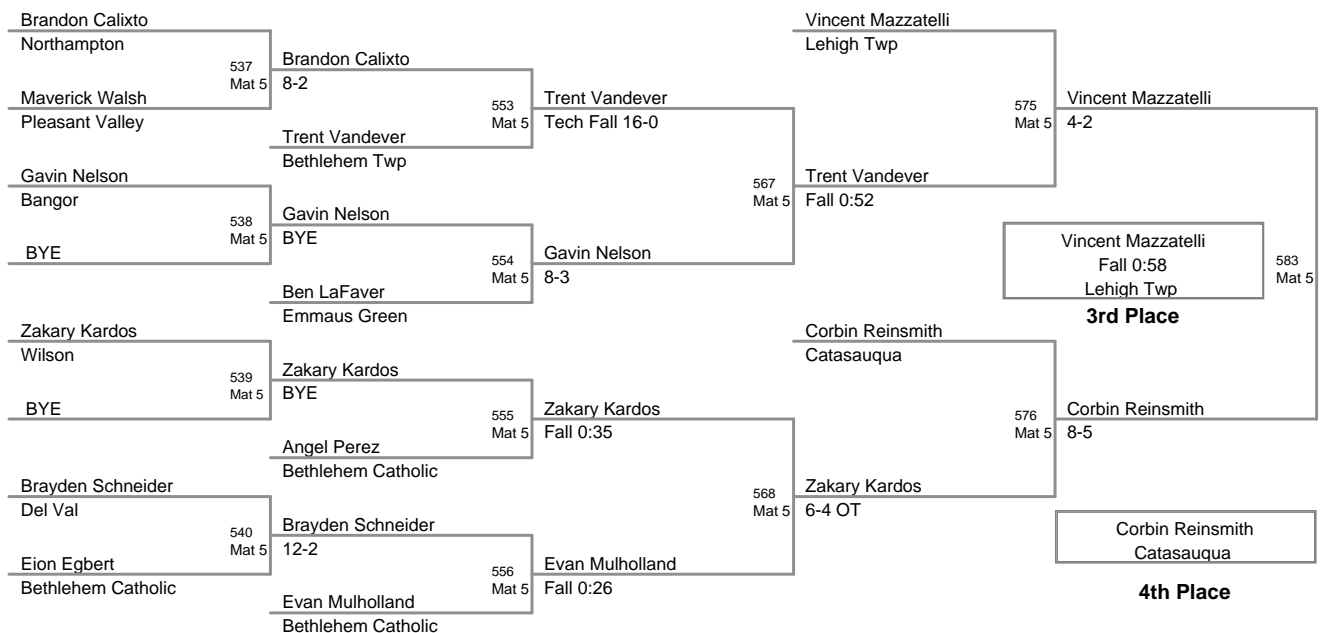 Brandon Calixto
Northampton
537
Mat 5
Maverick Walsh
Pleasant Valley
Gavin Nelson
Bangor
538
Mat 5
BYE
Zakary Kardos
Wilson
539
Mat 5
BYE
Brayden Schneider
Del Val
540
Mat 5
Eion Egbert
Bethlehem Catholic
Brandon Calixto
8-2
553
Mat 5
Trent Vandever
Bethlehem Twp
Gavin Nelson
BYE
554
Mat 5
Ben LaFaver
Emmaus Green
Zakary Kardos
BYE
555
Mat 5
Angel Perez
Bethlehem Catholic
Brayden Schneider
12-2
556
Mat 5
Evan Mulholland
Bethlehem Catholic
Trent Vandever
Tech Fall 16-0
567
Mat 5
Gavin Nelson
8-3
Zakary Kardos
Fall 0:35
568
Mat 5
Evan Mulholland
Fall 0:26
Vincent Mazzatelli
Lehigh Twp
575
Mat 5
Trent Vandever
Fall 0:52
Corbin Reinsmith
Catasauqua
576
Mat 5
Zakary Kardos
6-4 OT
Vincent Mazzatelli
4-2
583
Mat 5
Corbin Reinsmith
8-5
Vincent Mazzatelli
Fall 0:58
Lehigh Twp
3rd Place
Corbin Reinsmith
Catasauqua
4th Place